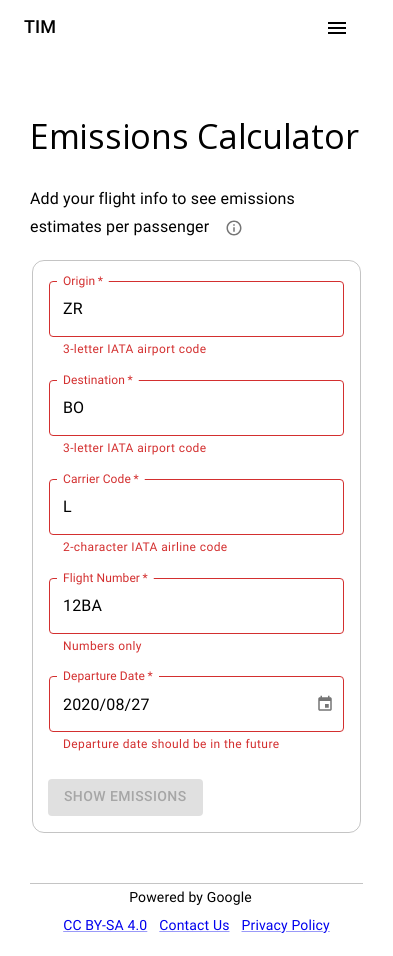 TIM
Emissions Calculator
Add your flight info to see emissions
estimates per passenger
Origin *
ZR
3-letter IATA airport code
Destination *
BO
3-letter IATA airport code
Carrier Code *
L
2-character IATA airline code
Flight Number *
12BA
Numbers only
Departure Date *
2020/08/27
Departure date should be in the future
SHOW EMISSIONS
Powered by Google
CC BY-SA 4.0 Contact Us Privacy Policy